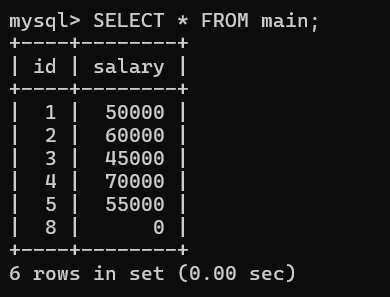 mysql> SELECT * FROM main;
+----+--------+
| id | salary |
+----+--------+
|  1 |  50000 |
|  2 |  60000 |
|  3 |  45000 |
|  4 |  70000 |
|  5 |  55000 |
|  8 |      0 |
+----+--------+
6 rows in set (0.00 sec)